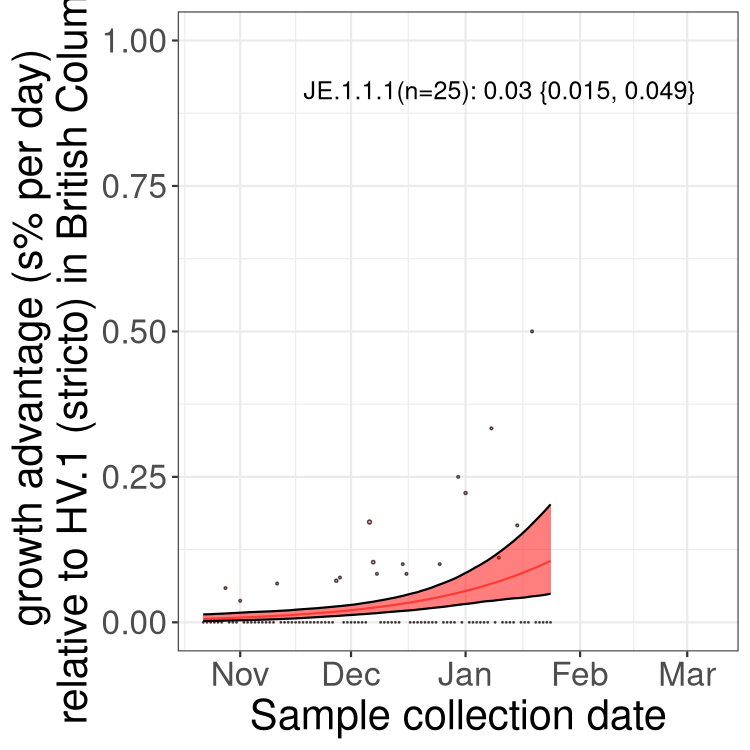 growth advantage (s% per day)
relative to HV.1 (stricto) in British Colum
1.00
0.75
0.50
0.25
0.00
JE.1.1.1(n=25): 0.03 {0.015, 0.049}
Nov Dec Jan Feb Mar
Sample collection date